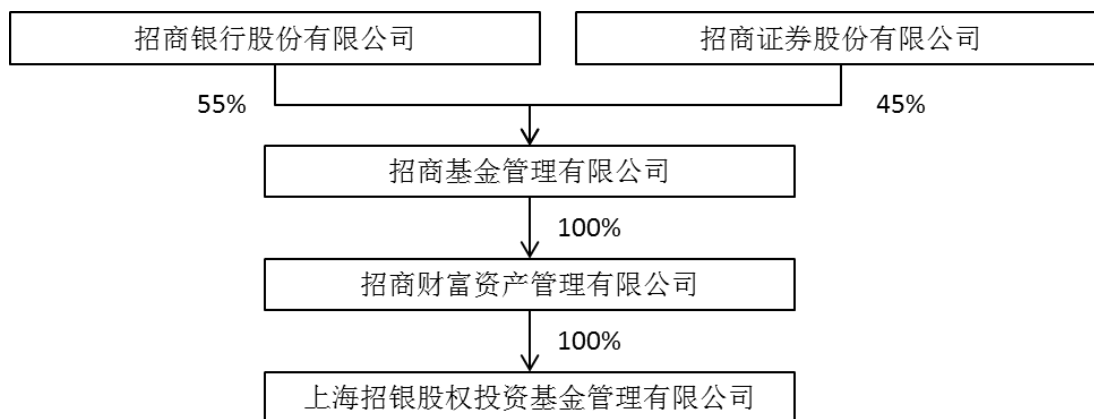 招商银行股份有限公司
招商证券股份有限公司
55%
45%
招商基金管理有限公司
100%
招商财富资产管理有限公司
100%
上海招银股权投资基金管理有限公司